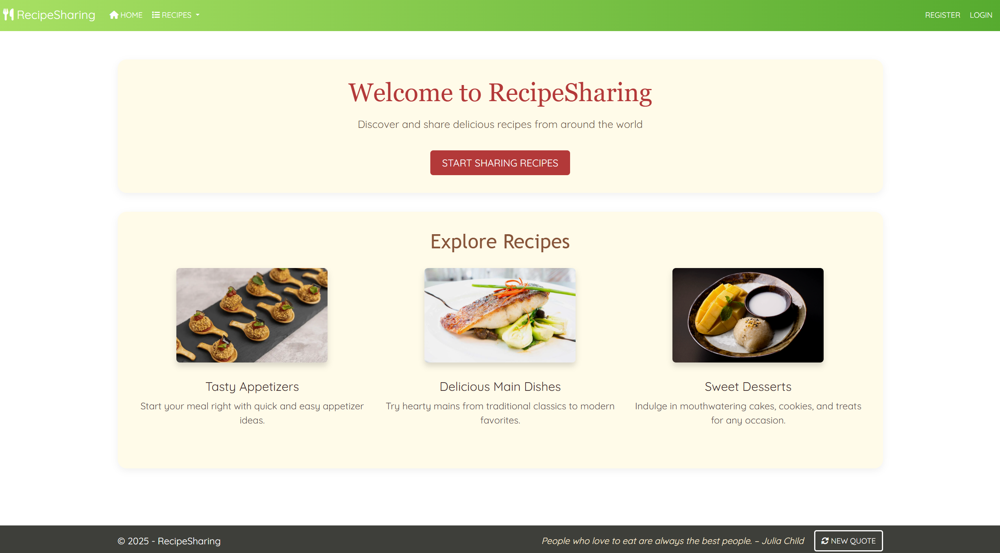 RecipeSharing HOME RECIPES REGISTER LOGIN
Welcome to RecipeSharing
Discover and share delicious recipes from around the world
START SHARING RECIPES
Explore Recipes
Tasty Appetizers
Start your meal right with quick and easy appetizer
ideas.
Delicious Main Dishes
Try hearty mains from traditional classics to modern
favorites.
Sweet Desserts
Indulge in mouthwatering cakes, cookies, and treats
for any occasion.
© 2025 - RecipeSharing
People who love to eat are always the best people. – Julia Child
NEW QUOTE